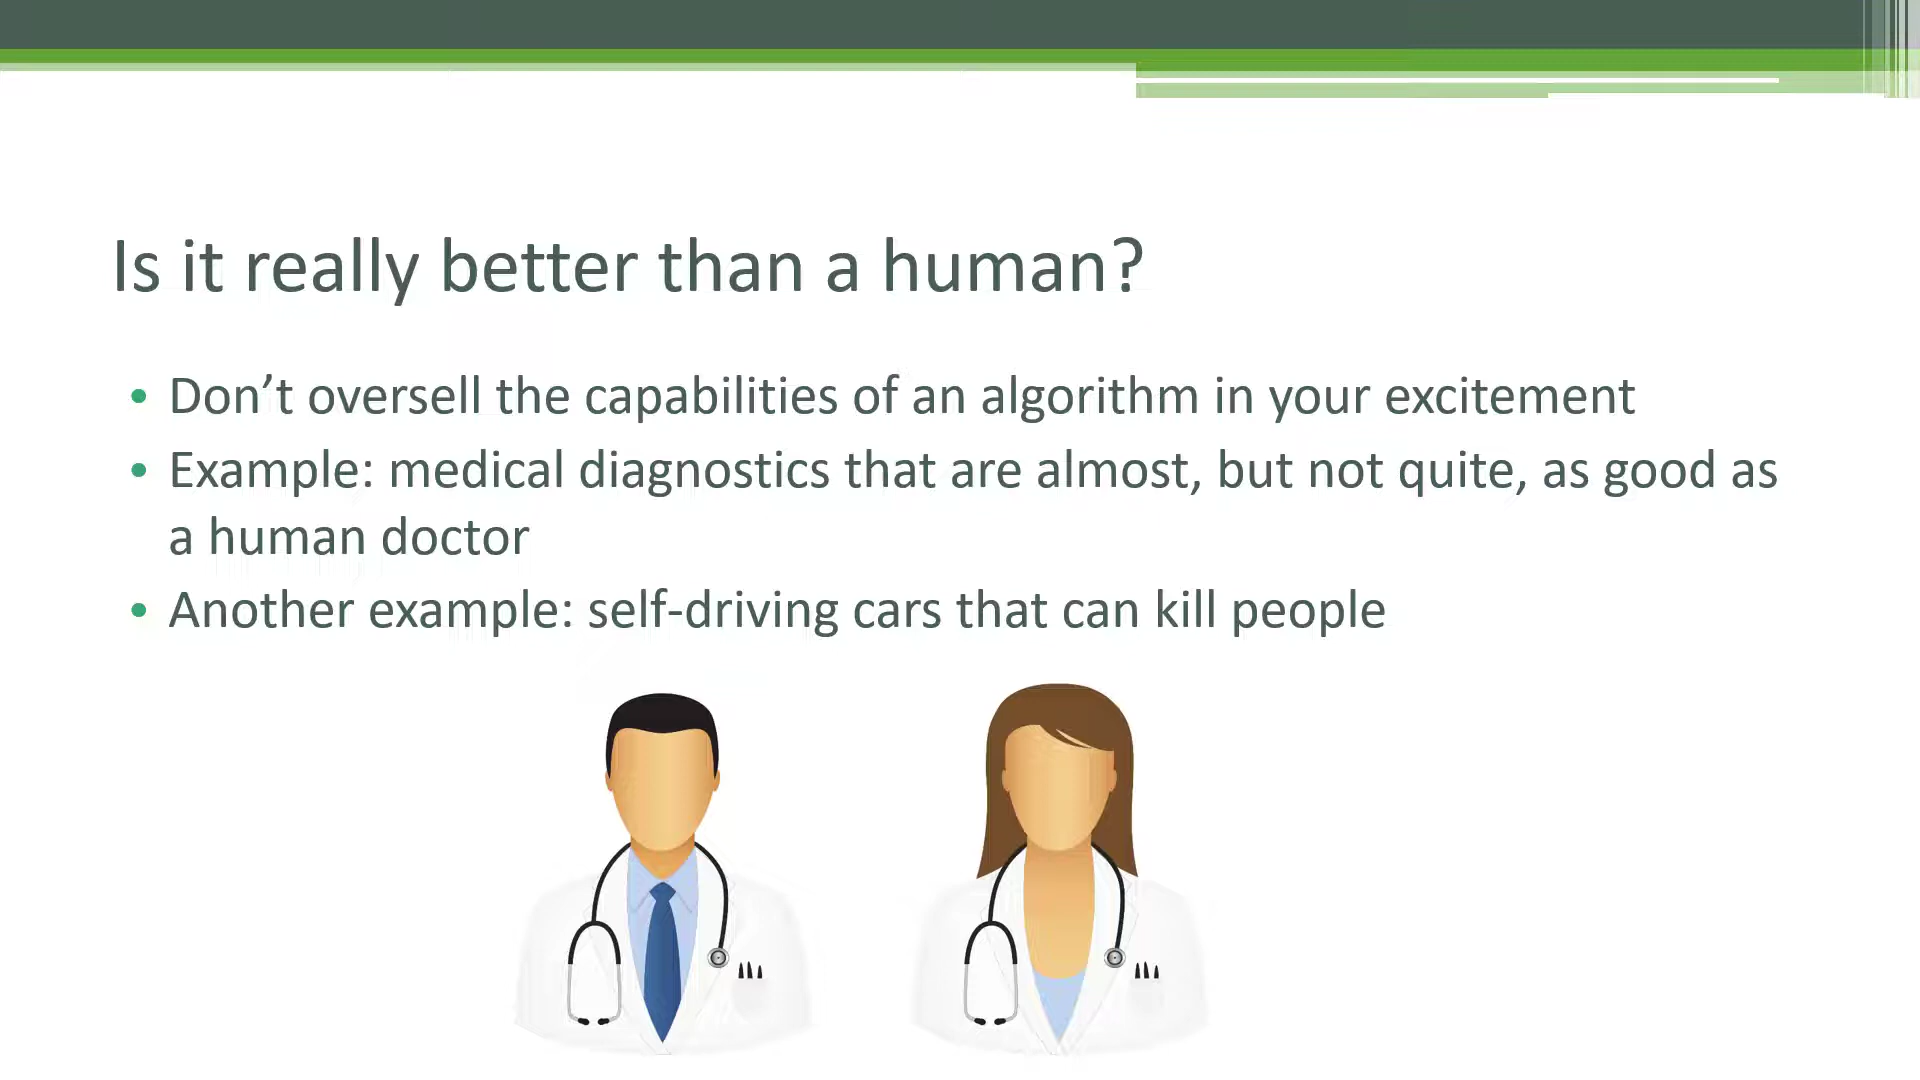 Is it really better than a human?
• Don’t oversell the capabilities of an algorithm in your excitement
• Example: medical diagnostics that are almost, but not quite, as good as
a human doctor
• Another example: self-driving cars that can kill people